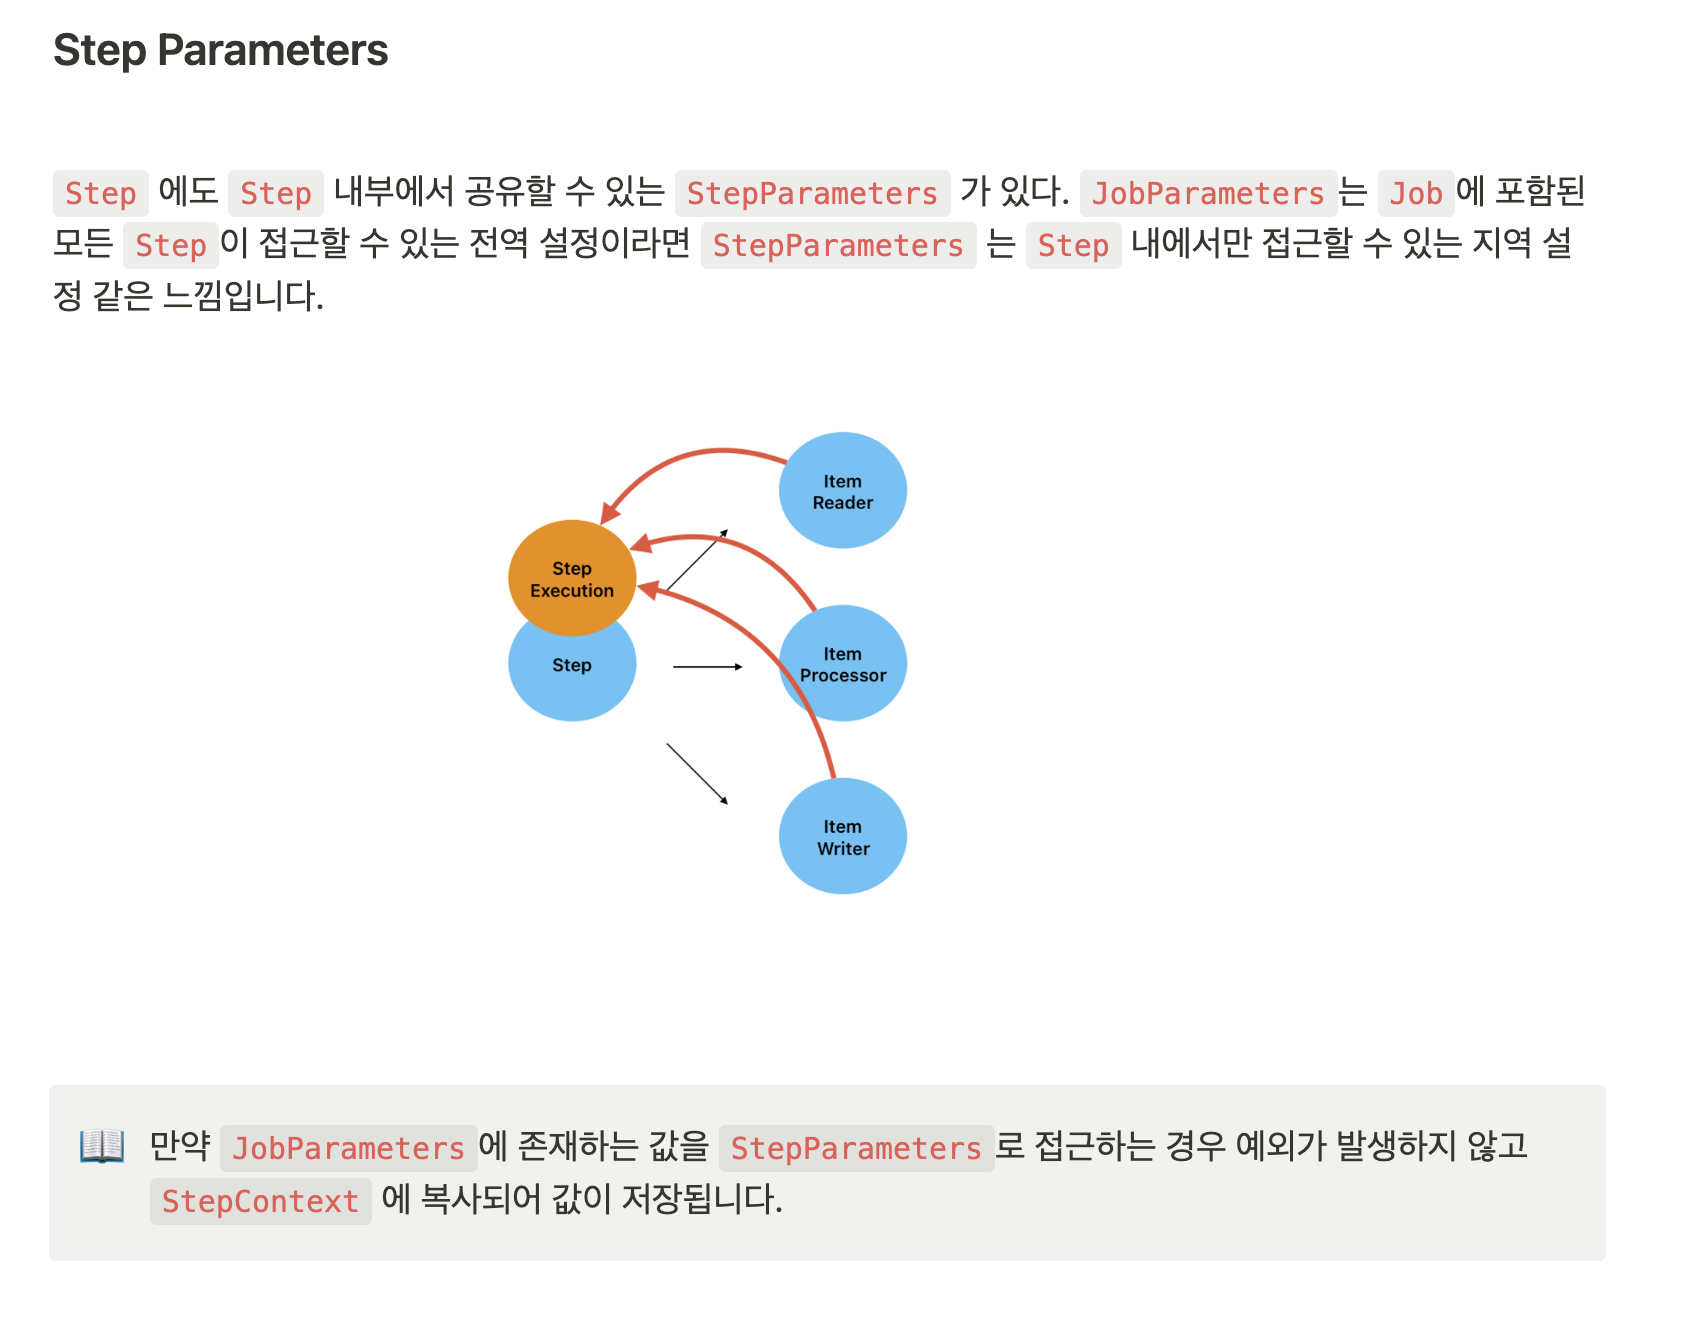 Step Parameters
Step 에도 Step 내부에서 공유할 수 있는 StepParameters 가 있다. JobParameters는 Job에 포함된
모든 Step이 접근할 수 있는 전역 설정이라면 StepParameters 는 Step 내에서만 접근할 수 있는 지역 설
정 같은 느낌입니다.
Item
Reader
Step
Execution
Step
Item
Processor
Item
Writer
만약 JobParameters에 존재하는 값을 StepParameters로 접근하는 경우 예외가 발생하지 않고
StepContext 에 복사되어 값이 저장됩니다.